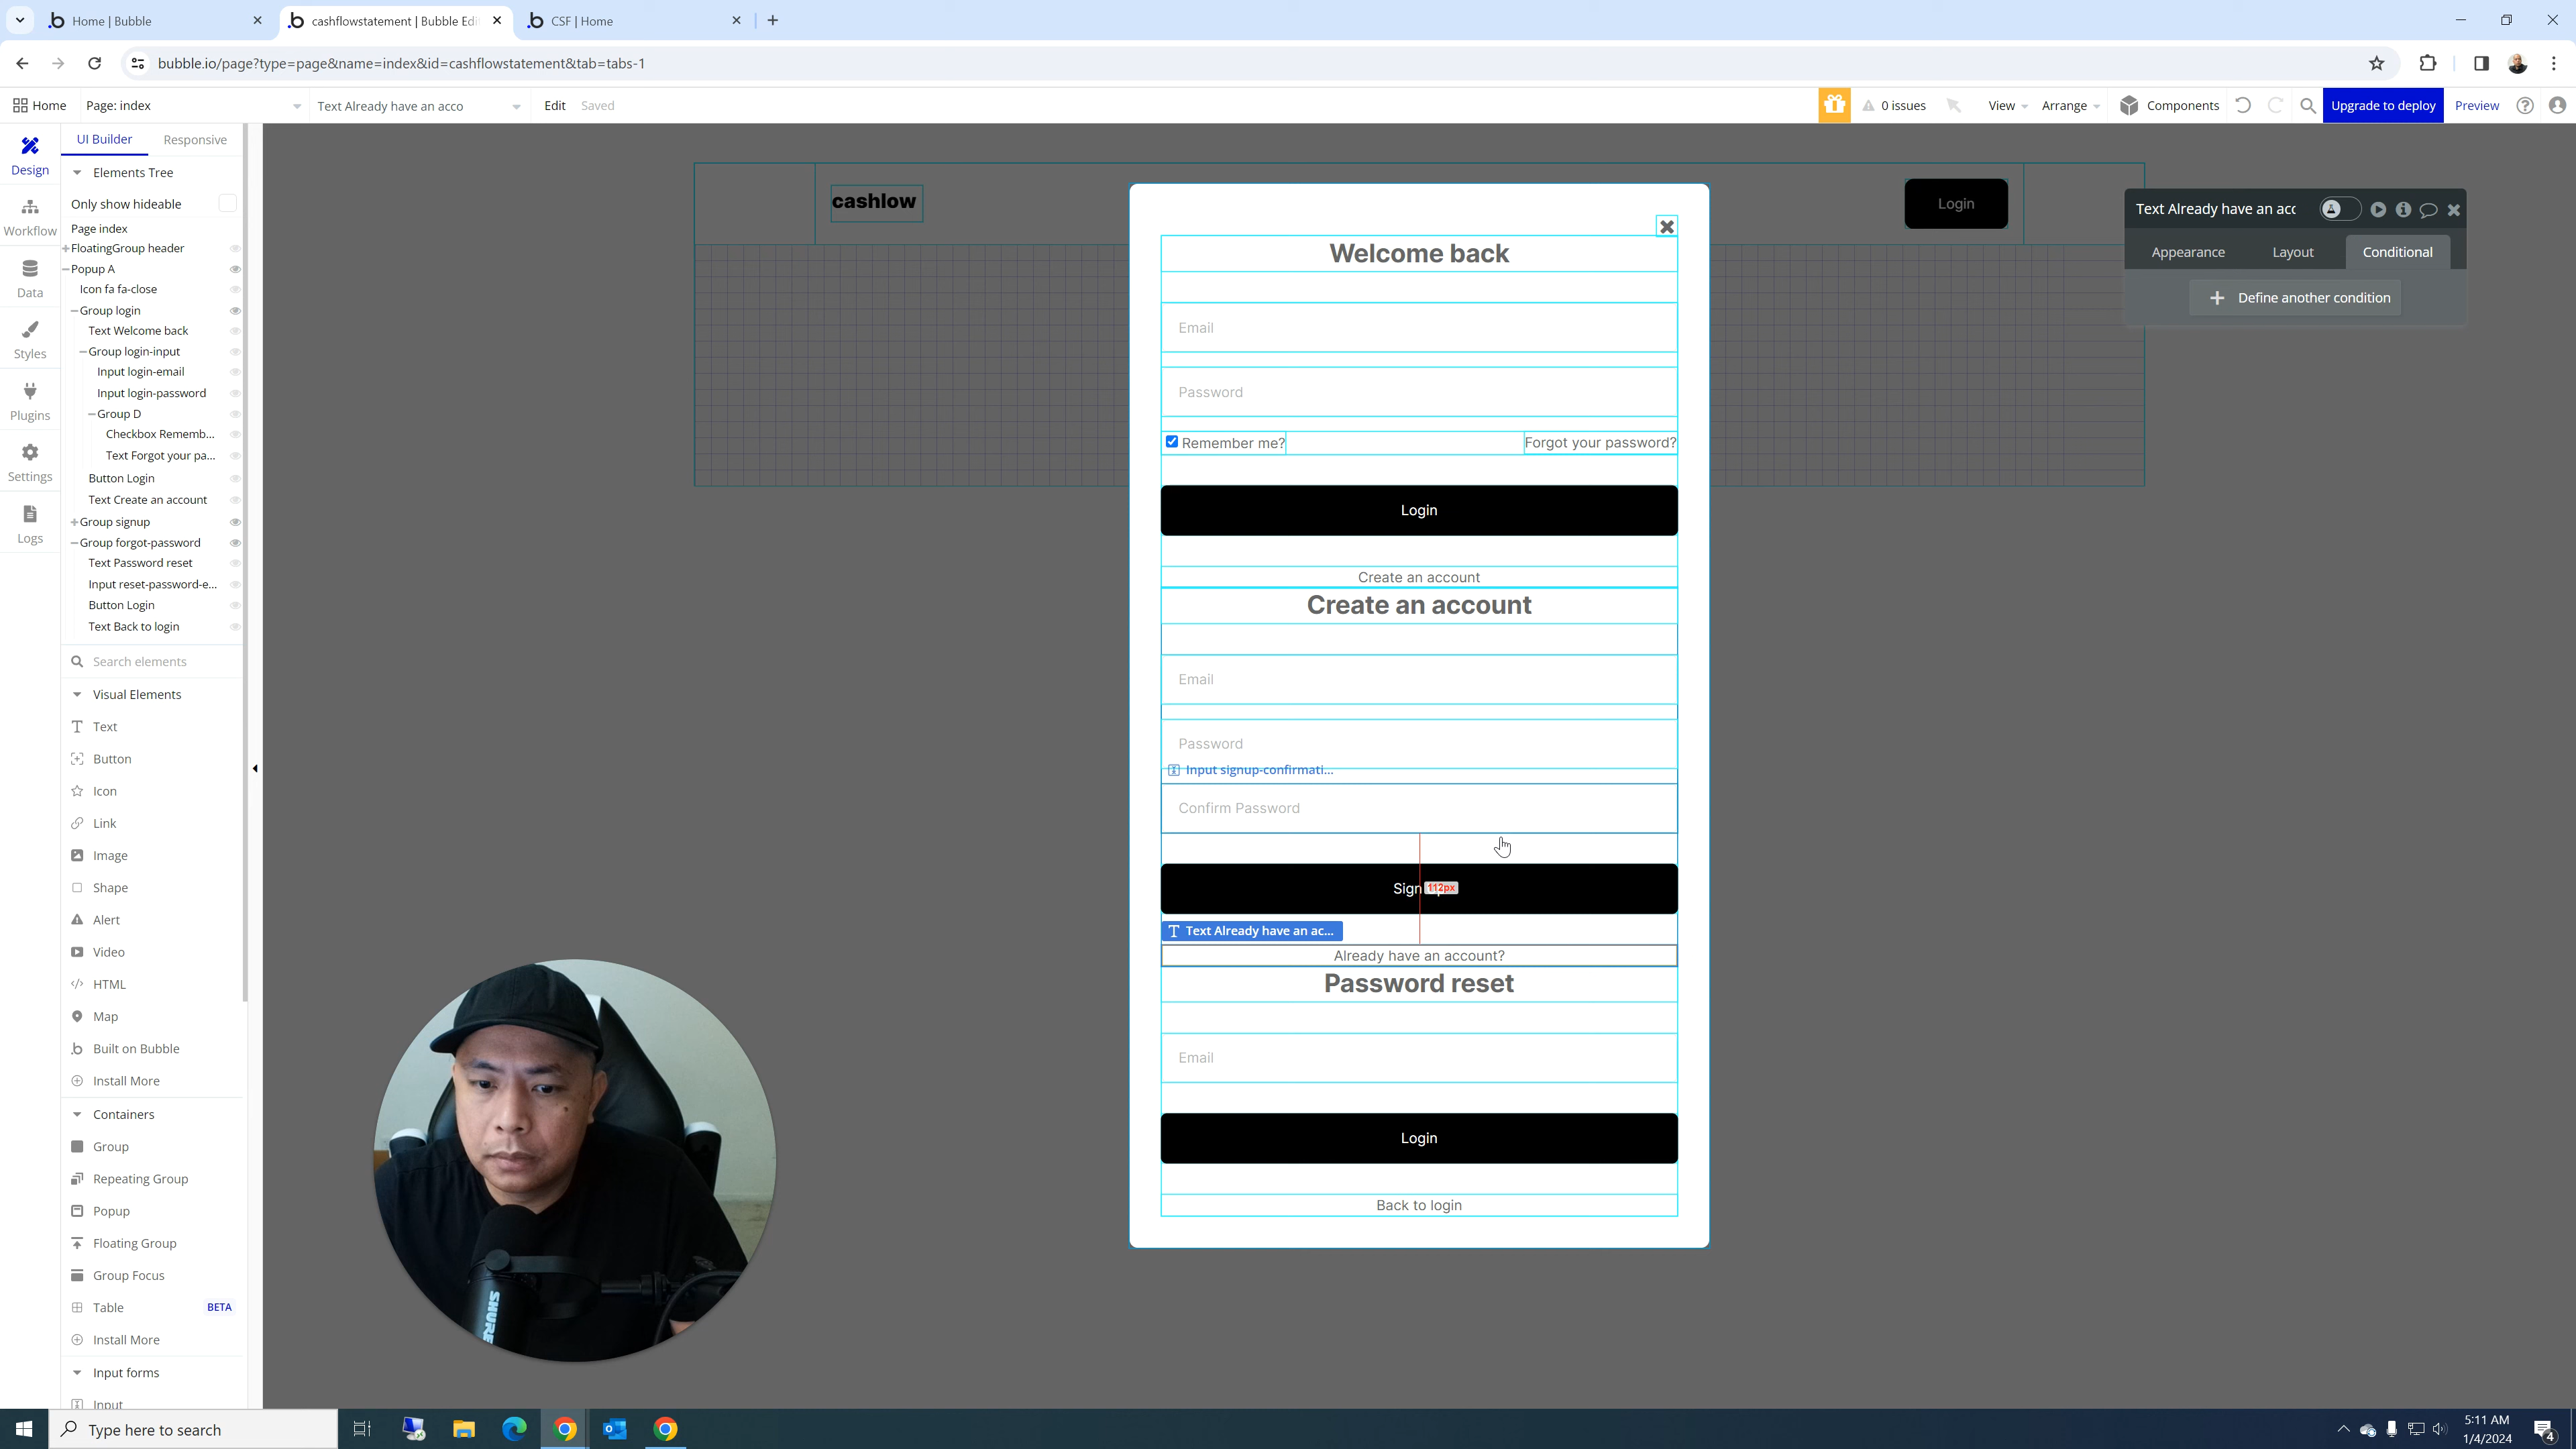 Home | Bubble
cashflowstatement | Bubble Edi
CSF | Home
bubble.io/page?type=page&name=index&id=cashflowstatement&tab=tabs-1
Home
Page: index
Text Already have an acco
Edit
Saved
0 issues
View
Arrange
Components
Upgrade to deploy
Preview
Design
Workflow
Data
Styles
Plugins
Settings
Logs
UI Builder
Responsive
Elements Tree
Only show hideable
Page index
FloatingGroup header
Popup A
Icon fa fa-close
Group login
Text Welcome back
Group login-input
Input login-email
Input login-password
Group D
Checkbox Rememb...
Text Forgot your pa...
Button Login
Text Create an account
Group signup
Group forgot-password
Text Password reset
Input reset-password-e...
Button Login
Text Back to login
Search elements
Visual Elements
Text
Button
Icon
Link
Image
Shape
Alert
Video
HTML
Map
Built on Bubble
Install More
Containers
Group
Repeating Group
Popup
Floating Group
Group Focus
Table BETA
Install More
Input forms
Input
cashlow
Login
Welcome back
Email
Password
Remember me?
Forgot your password?
Login
Create an account
Create an account
Email
Password
Input signup-confirmati...
Confirm Password
Sign
112px
Text Already have an ac...
Already have an account?
Password reset
Email
Login
Back to login
Text Already have an acc
Appearance
Layout
Conditional
Define another condition
SHURE
Type here to search
5:11 AM
1/4/2024
4